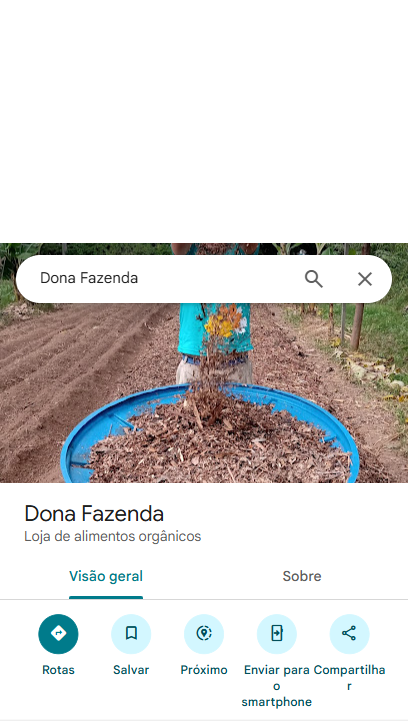 Dona Fazenda
Dona Fazenda
Loja de alimentos orgânicos
Visão geral
Sobre
Rotas
Salvar
Próximo
Enviar para o smartphone
Compartilhar